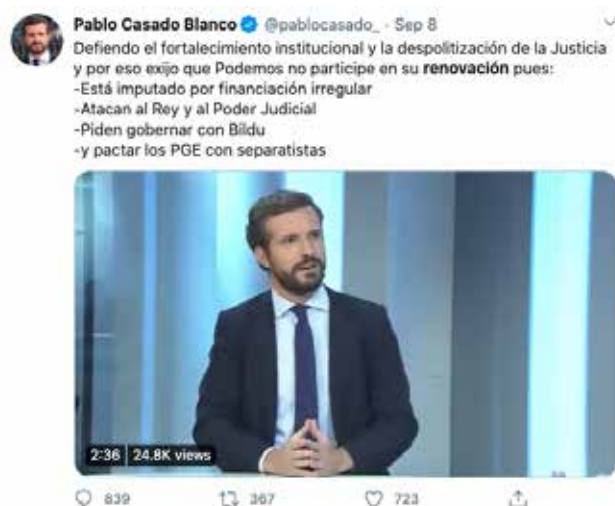 Pablo Casado Blanco @pablocasado_ · Sep 8
Defiendo el fortalecimiento institucional y la despolitización de la Justicia
y por eso exijo que Podemos no participe en su renovación pues:
-Está imputado por financiación irregular
-Atacan al Rey y al Poder Judicial
-Piden gobernar con Bildu
-y pactar los PGE con separatistas
2:36 24.8K views
839 367 723